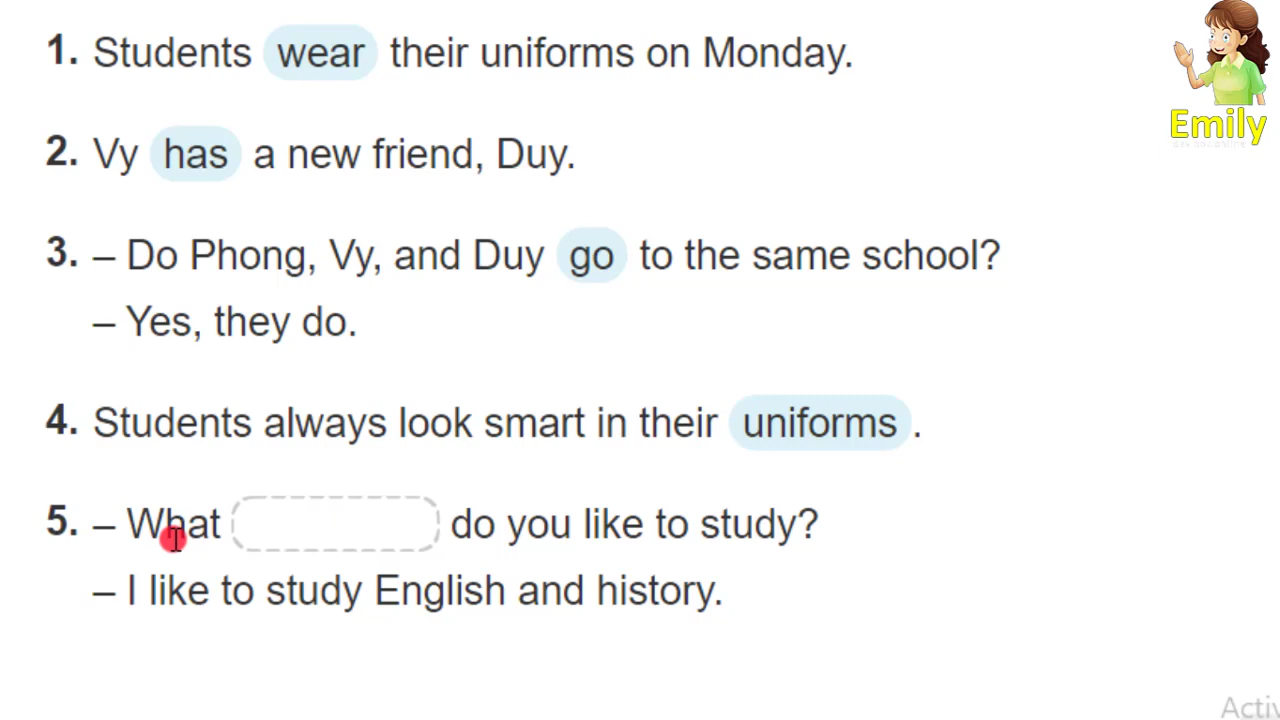 1. Students wear their uniforms on Monday.
Emily
2. Vy has a new friend, Duy.
3. – Do Phong, Vy, and Duy go to the same school?
– Yes, they do.
4. Students always look smart in their uniforms .
5. – What do you like to study?
– I like to study English and history.
Activ